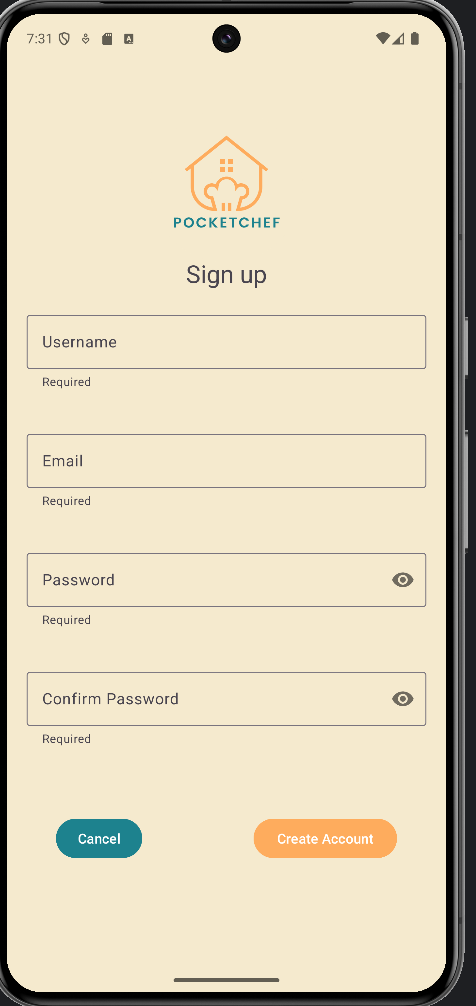 7:31
A
POCKETCHEF
Sign up
Username
Required
Email
Required
Password
Required
Confirm Password
Required
Cancel
Create Account